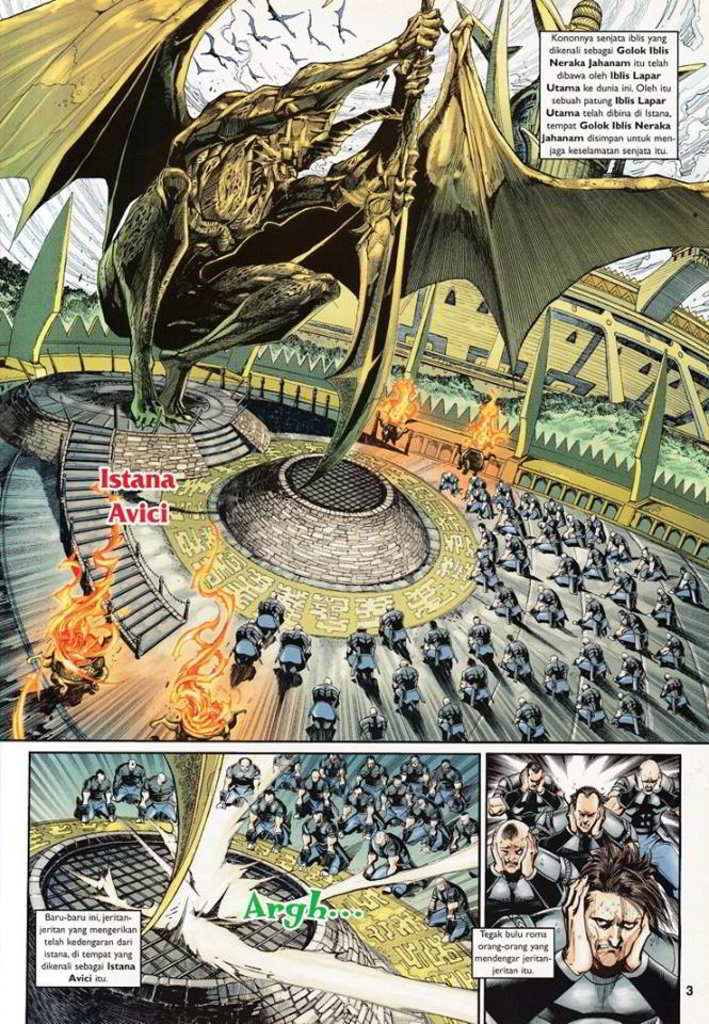 Kononnya senjata iblis yang
dikenali sebagai Golok Iblis
Neraka Jahanam itu telah
dibawa oleh Iblis Lapar
Utama ke dunia ini. Oleh itu
sebuah patung Iblis Lapar
Utama telah dibina di Istana,
tempat Golok Iblis Neraka
Jahanam disimpan untuk men-
jaga keselamatan senjata itu.
Istana
Avici
Argh...
Baru-baru ini, jeritan-
jeritan yang mengerikan
telah kedengaran dari
istana, di tempat yang
dikenali sebagai Istana
Avici itu.
Tegak bulu roma
orang-orang yang
mendengar jeritan-
jeritan itu.
3